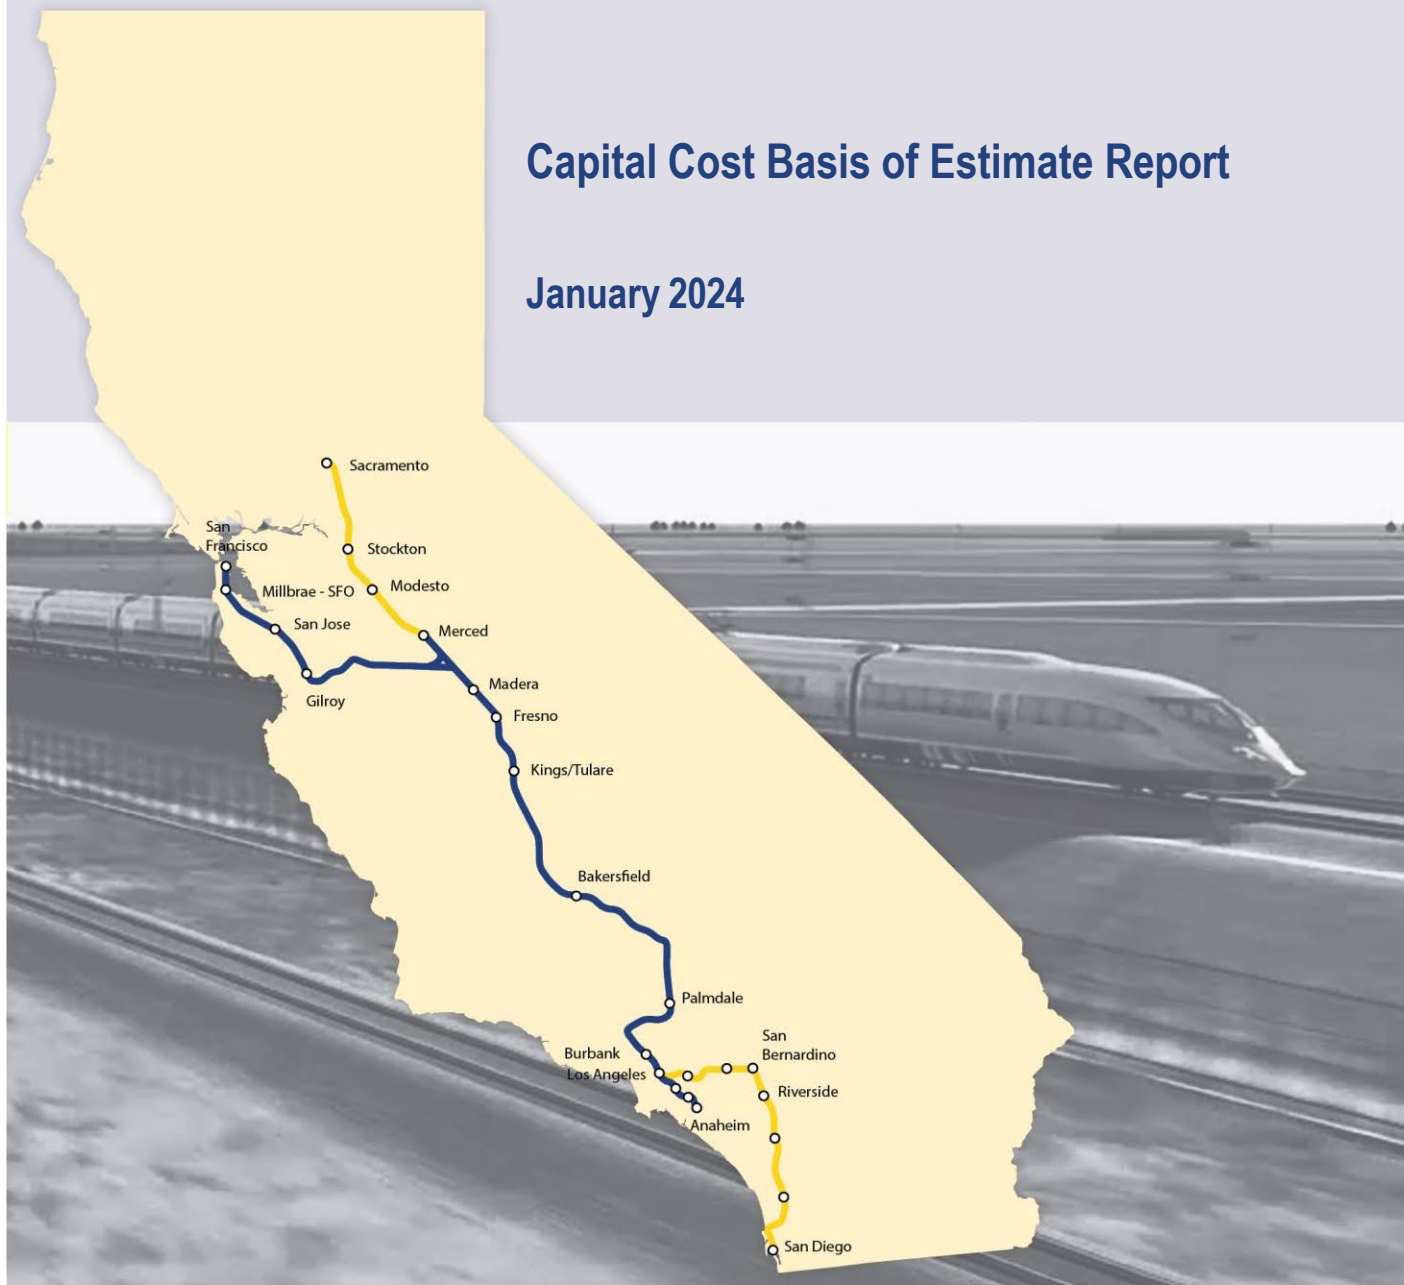 Capital Cost Basis of Estimate Report
January 2024
Sacramento
San
Francisco
Stockton
Modesto
Millbrae - SFO
San Jose
Merced
Gilroy
Madera
Fresno
Kings/Tulare
Bakersfield
Palmdale
San
Bernardino
Burbank
Los Angeles
Riverside
Anaheim
San Diego